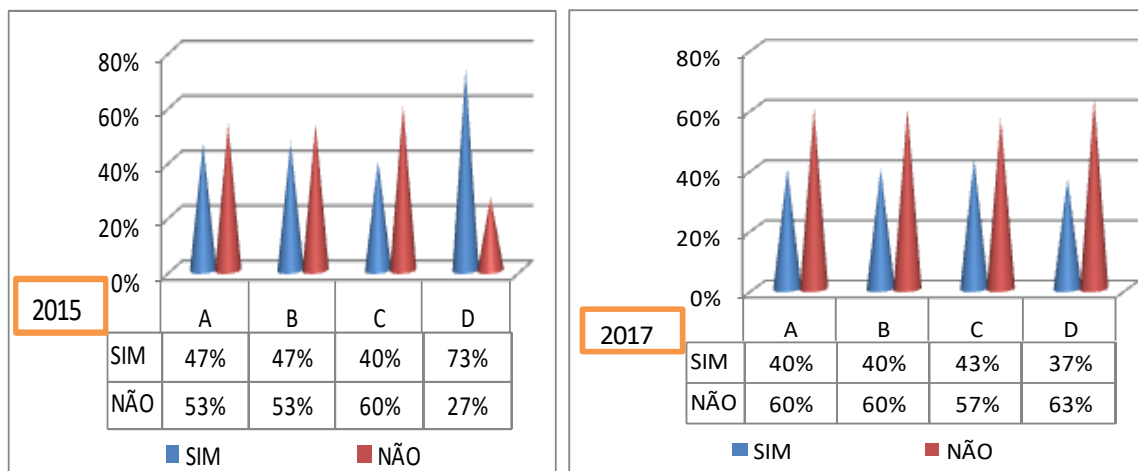 80%
60%
40%
20%
0%
2015
A B C D
SIM 47% 47% 40% 73%
NÃO 53% 53% 60% 27%
SIM NÃO
80%
60%
40%
20%
0%
2017
A B C D
SIM 40% 40% 43% 37%
NÃO 60% 60% 57% 63%
SIM NÃO